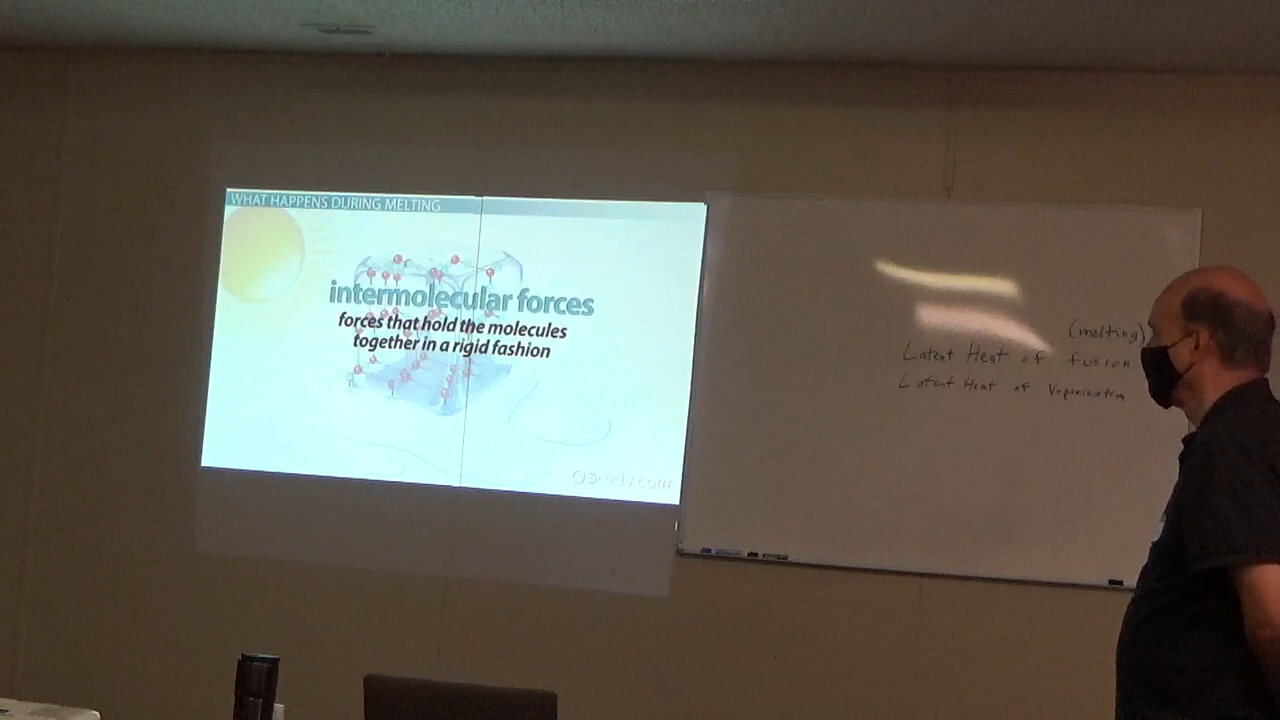 WHAT HAPPENS DURING MELTING
intermolecular forces
forces that hold the molecules
together in a rigid fashion
Study.com
(melting)
Latent Heat of fusion
Latent Heat of